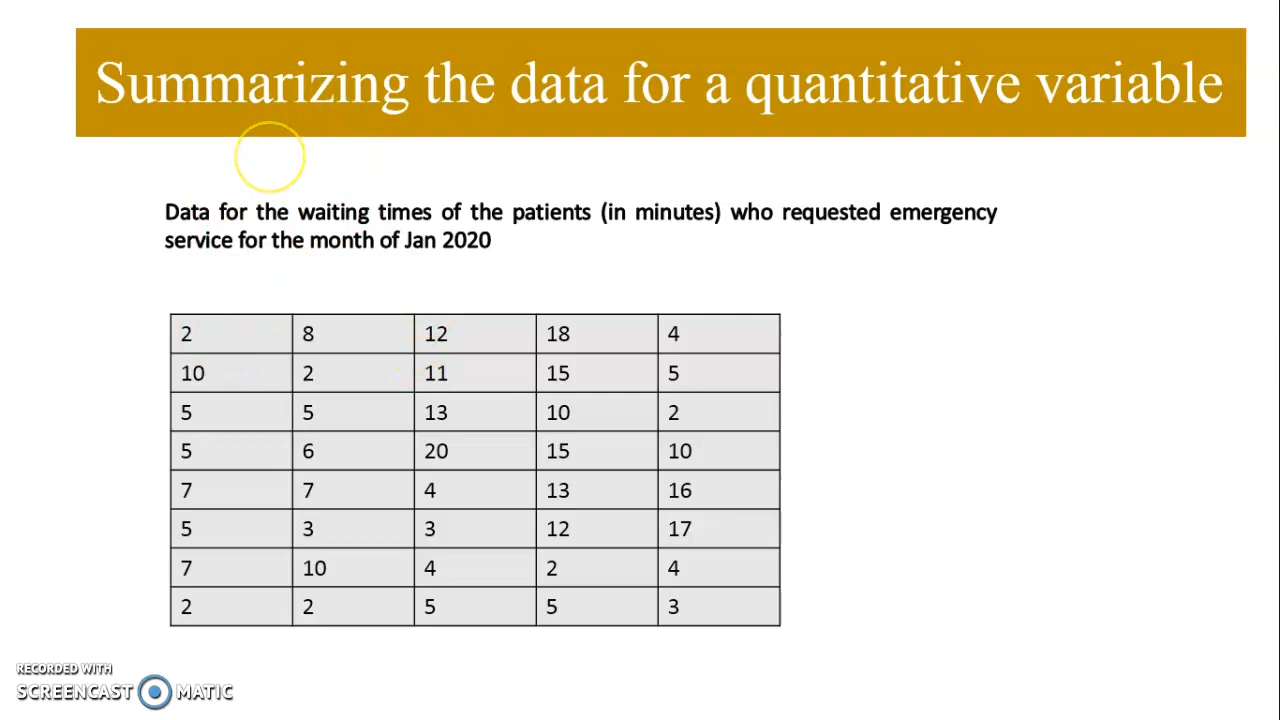 Summarizing the data for a quantitative variable
Data for the waiting times of the patients (in minutes) who requested emergency
service for the month of Jan 2020
2 8 12 18 4
10 2 11 15 5
5 5 13 10 2
5 6 20 15 10
7 7 4 13 16
5 3 3 12 17
7 10 4 2 4
2 2 5 5 3
RECORDED WITH
SCREENCAST MATIC